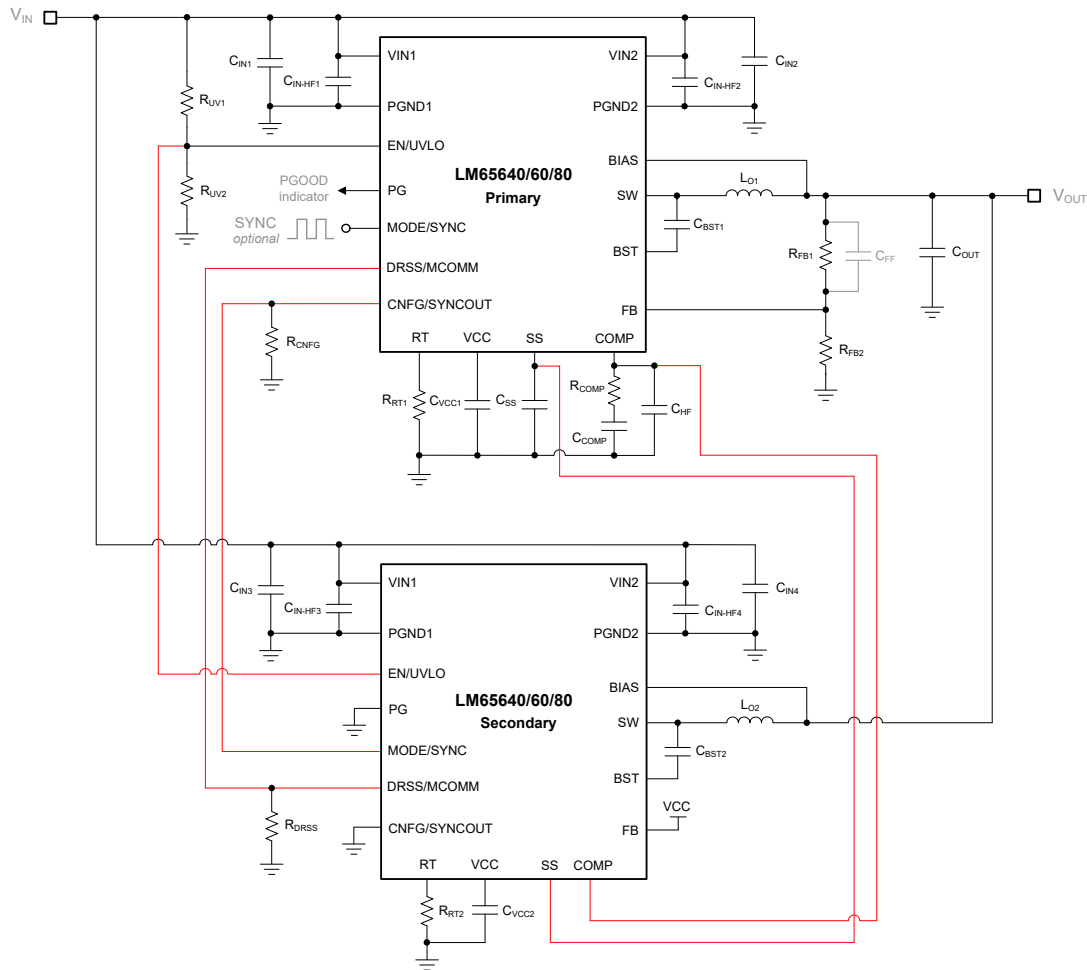 VIN
CIN1
CIN-HF1
VIN1
VIN2
CIN-HF2
CIN2
RUV1
PGND1
PGND2
EN/UVLO
BIAS
LM65640/60/80
Primary
RUV2
PGOOD
indicator
PG
SW
LO1
VOUT
SYNC
optional
MODE/SYNC
CBST1
BST
RFB1
CFF
COUT
DRSS/MCOMM
CNFG/SYNCOUT
FB
RCNFG
RT
VCC
SS
COMP
RFB2
RRT1
CVCC1
CSS
RCOMP
CHF
CCOMP
CIN3
CIN-HF3
VIN1
VIN2
CIN-HF4
CIN4
PGND1
PGND2
EN/UVLO
BIAS
LM65640/60/80
Secondary
PG
SW
LO2
MODE/SYNC
CBST2
BST
DRSS/MCOMM
VCC
RDRSS
CNFG/SYNCOUT
FB
RT
VCC
SS
COMP
RRT2
CVCC2